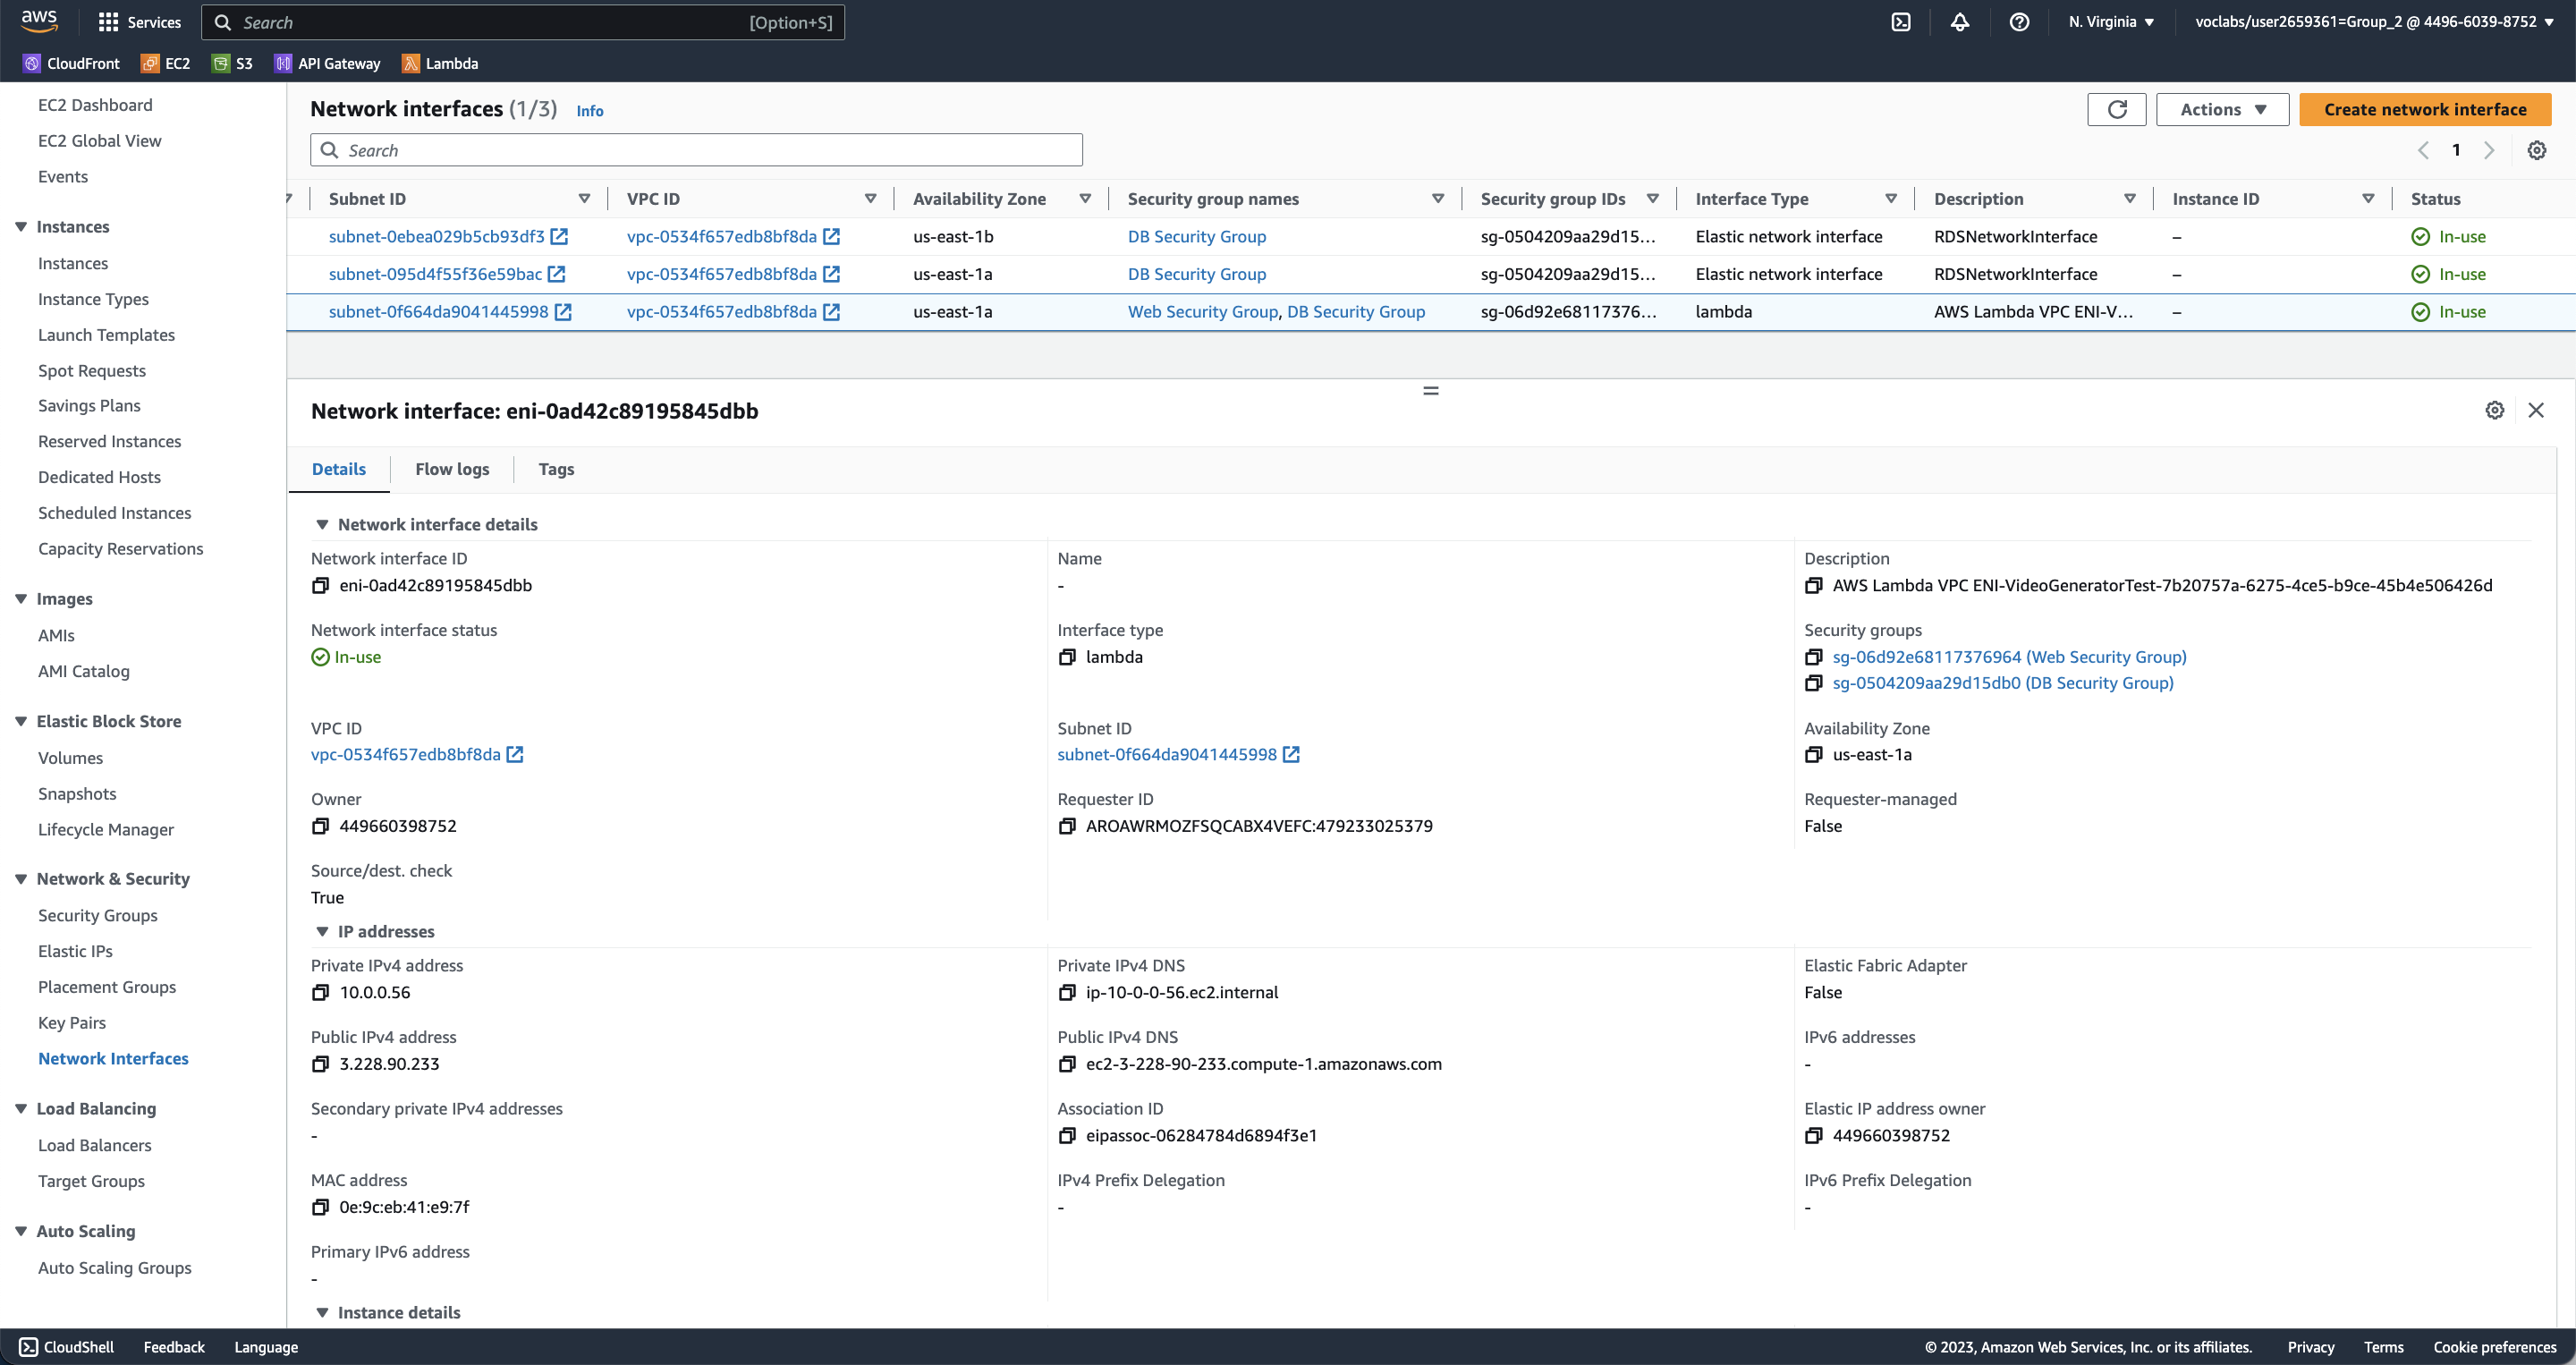 aws Services Search [Option+S] N. Virginia ▼ voclabs/user2659361=Group_2 @ 4496-6039-8752 ▼
CloudFront EC2 S3 API Gateway Lambda
EC2 Dashboard
EC2 Global View
Events
Instances
Instances
Instance Types
Launch Templates
Spot Requests
Savings Plans
Reserved Instances
Dedicated Hosts
Scheduled Instances
Capacity Reservations
Images
AMIs
AMI Catalog
Elastic Block Store
Volumes
Snapshots
Lifecycle Manager
Network & Security
Security Groups
Elastic IPs
Placement Groups
Key Pairs
Network Interfaces
Load Balancing
Load Balancers
Target Groups
Auto Scaling
Auto Scaling Groups
Network interfaces (1/3) Info Actions ▼ Create network interface
Search 1
Subnet ID VPC ID Availability Zone Security group names Security group IDs Interface Type Description Instance ID Status
subnet-0ebea029b5cb93df3 vpc-0534f657edb8bf8da us-east-1b DB Security Group sg-0504209aa29d15... Elastic network interface RDSNetworkInterface – In-use
subnet-095d4f55f36e59bac vpc-0534f657edb8bf8da us-east-1a DB Security Group sg-0504209aa29d15... Elastic network interface RDSNetworkInterface – In-use
subnet-0f664da9041445998 vpc-0534f657edb8bf8da us-east-1a Web Security Group, DB Security Group sg-06d92e68117376... lambda AWS Lambda VPC ENI-V... – In-use
Network interface: eni-0ad42c89195845dbb
Details Flow logs Tags
Network interface details
Network interface ID Name Description
eni-0ad42c89195845dbb - AWS Lambda VPC ENI-VideoGeneratorTest-7b20757a-6275-4ce5-b9ce-45b4e506426d
Network interface status Interface type Security groups
In-use lambda sg-06d92e68117376964 (Web Security Group)
sg-0504209aa29d15db0 (DB Security Group)
VPC ID Subnet ID Availability Zone
vpc-0534f657edb8bf8da subnet-0f664da9041445998 us-east-1a
Owner Requester ID Requester-managed
449660398752 AROAWRMOZFSQCABX4VEFC:479233025379 False
Source/dest. check
True
IP addresses
Private IPv4 address Private IPv4 DNS Elastic Fabric Adapter
10.0.0.56 ip-10-0-0-56.ec2.internal False
Public IPv4 address Public IPv4 DNS IPv6 addresses
3.228.90.233 ec2-3-228-90-233.compute-1.amazonaws.com -
Secondary private IPv4 addresses Association ID Elastic IP address owner
- eipassoc-06284784d6894f3e1 449660398752
MAC address IPv4 Prefix Delegation IPv6 Prefix Delegation
0e:9c:eb:41:e9:7f - -
Primary IPv6 address
-
Instance details
CloudShell Feedback Language © 2023, Amazon Web Services, Inc. or its affiliates. Privacy Terms Cookie preferences